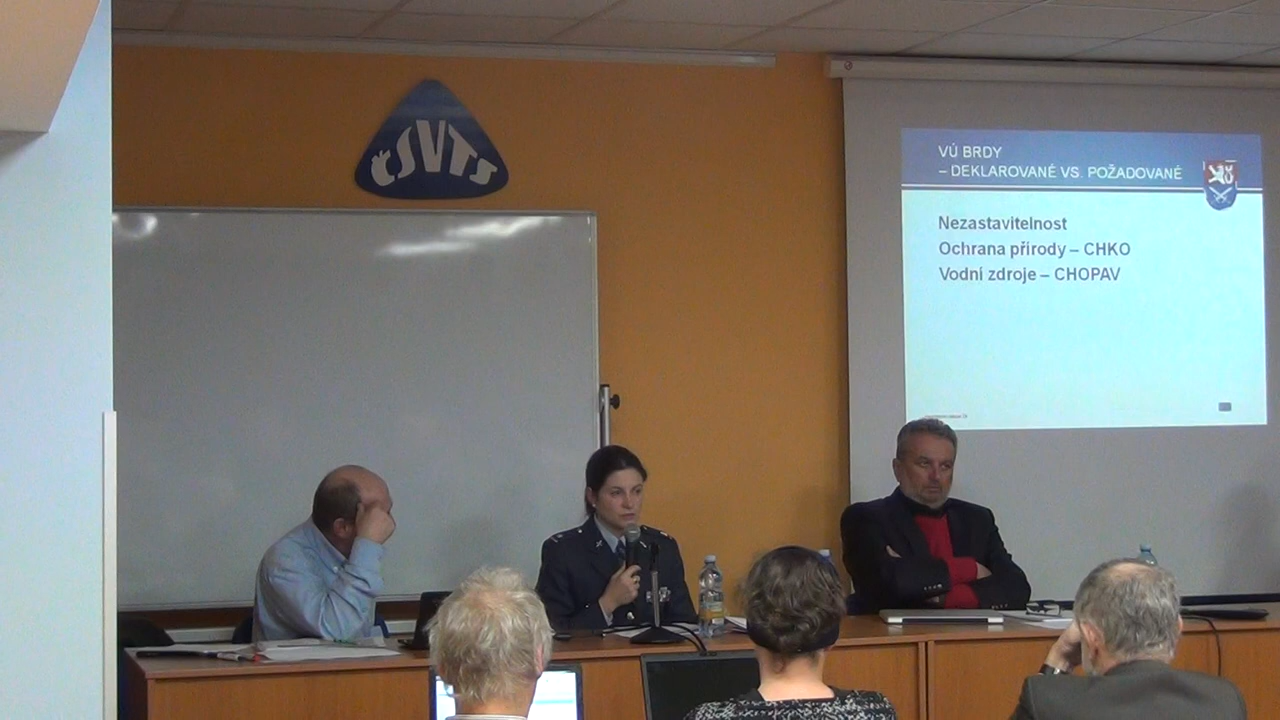 ČSVTS
VÚ BRDY
– DEKLAROVANÉ VS. POŽADOVANÉ
Nezastavitelnost
Ochrana přírody – CHKO
Vodní zdroje – CHOPAV